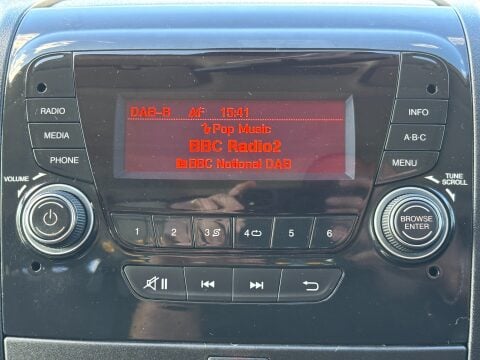 RADIO
MEDIA
PHONE
VOLUME
DAB-B AF 15:41
Pop Music
BBC Radio2
BBC National DAB
INFO
A·B·C
MENU
TUNE
SCROLL
BROWSE
ENTER
1 2 3 4 5 6